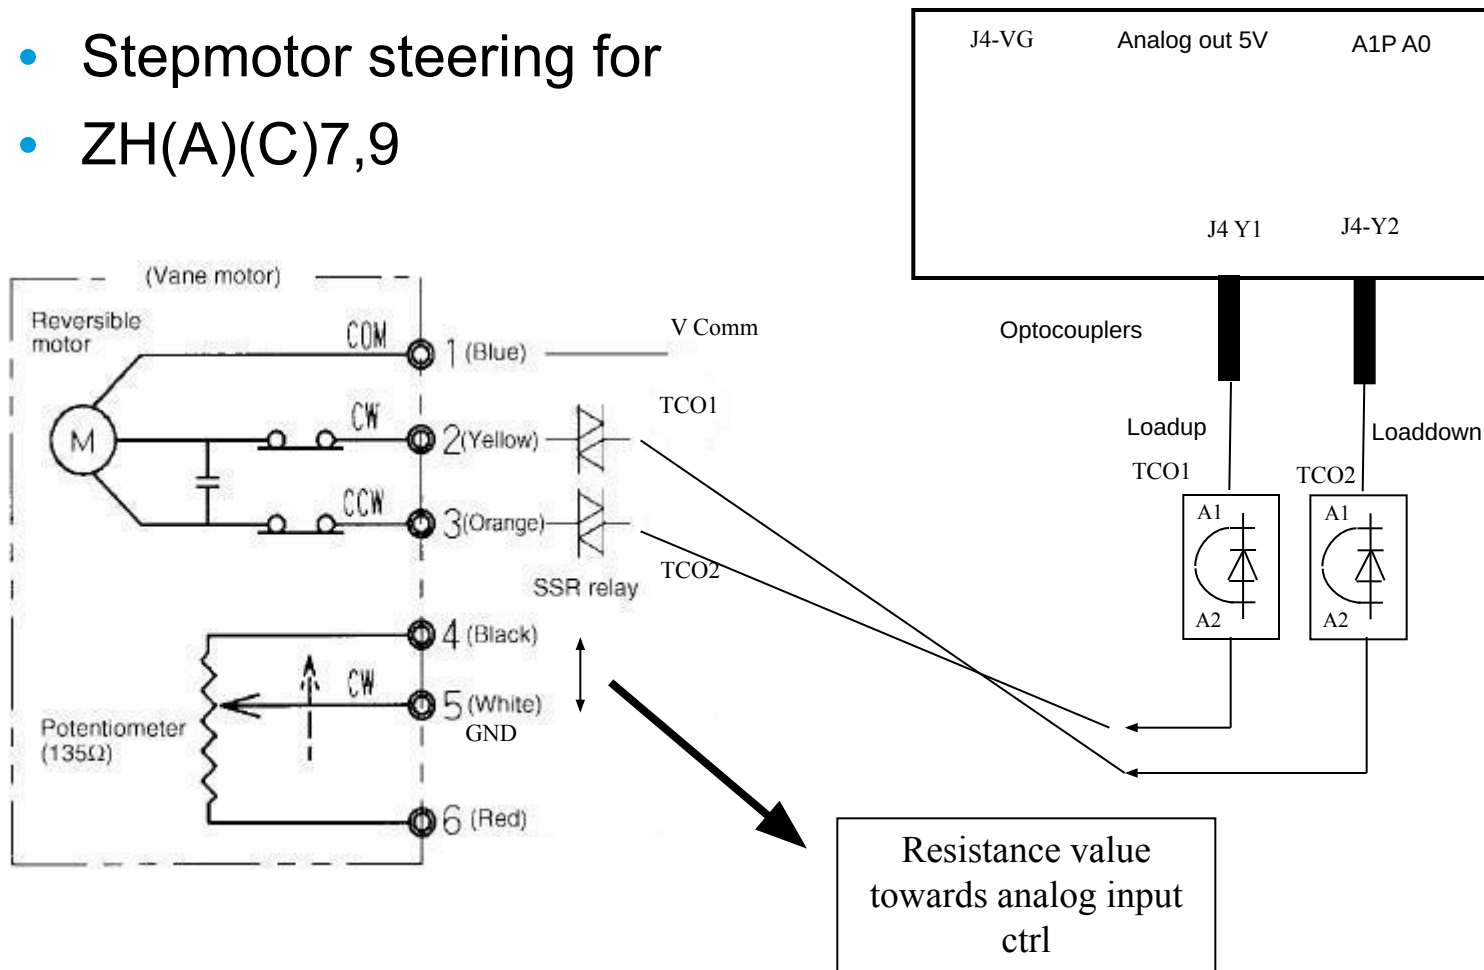 Stepmotor steering for
ZH(A)(C)7,9
J4-VG
Analog out 5V
A1P A0
J4 Y1
J4-Y2
(Vane motor)
Reversible
motor
COM
1 (Blue)
V Comm
Optocouplers
M
CW
2(Yellow)
TCO1
Loadup
Loaddown
TCO1
TCO2
CCW
3(Orange)
A1
A1
TCO2
SSR relay
A2
A2
4 (Black)
CW
5 (White)
GND
Potentiometer
(135Ω)
6 (Red)
Resistance value
towards analog input
ctrl